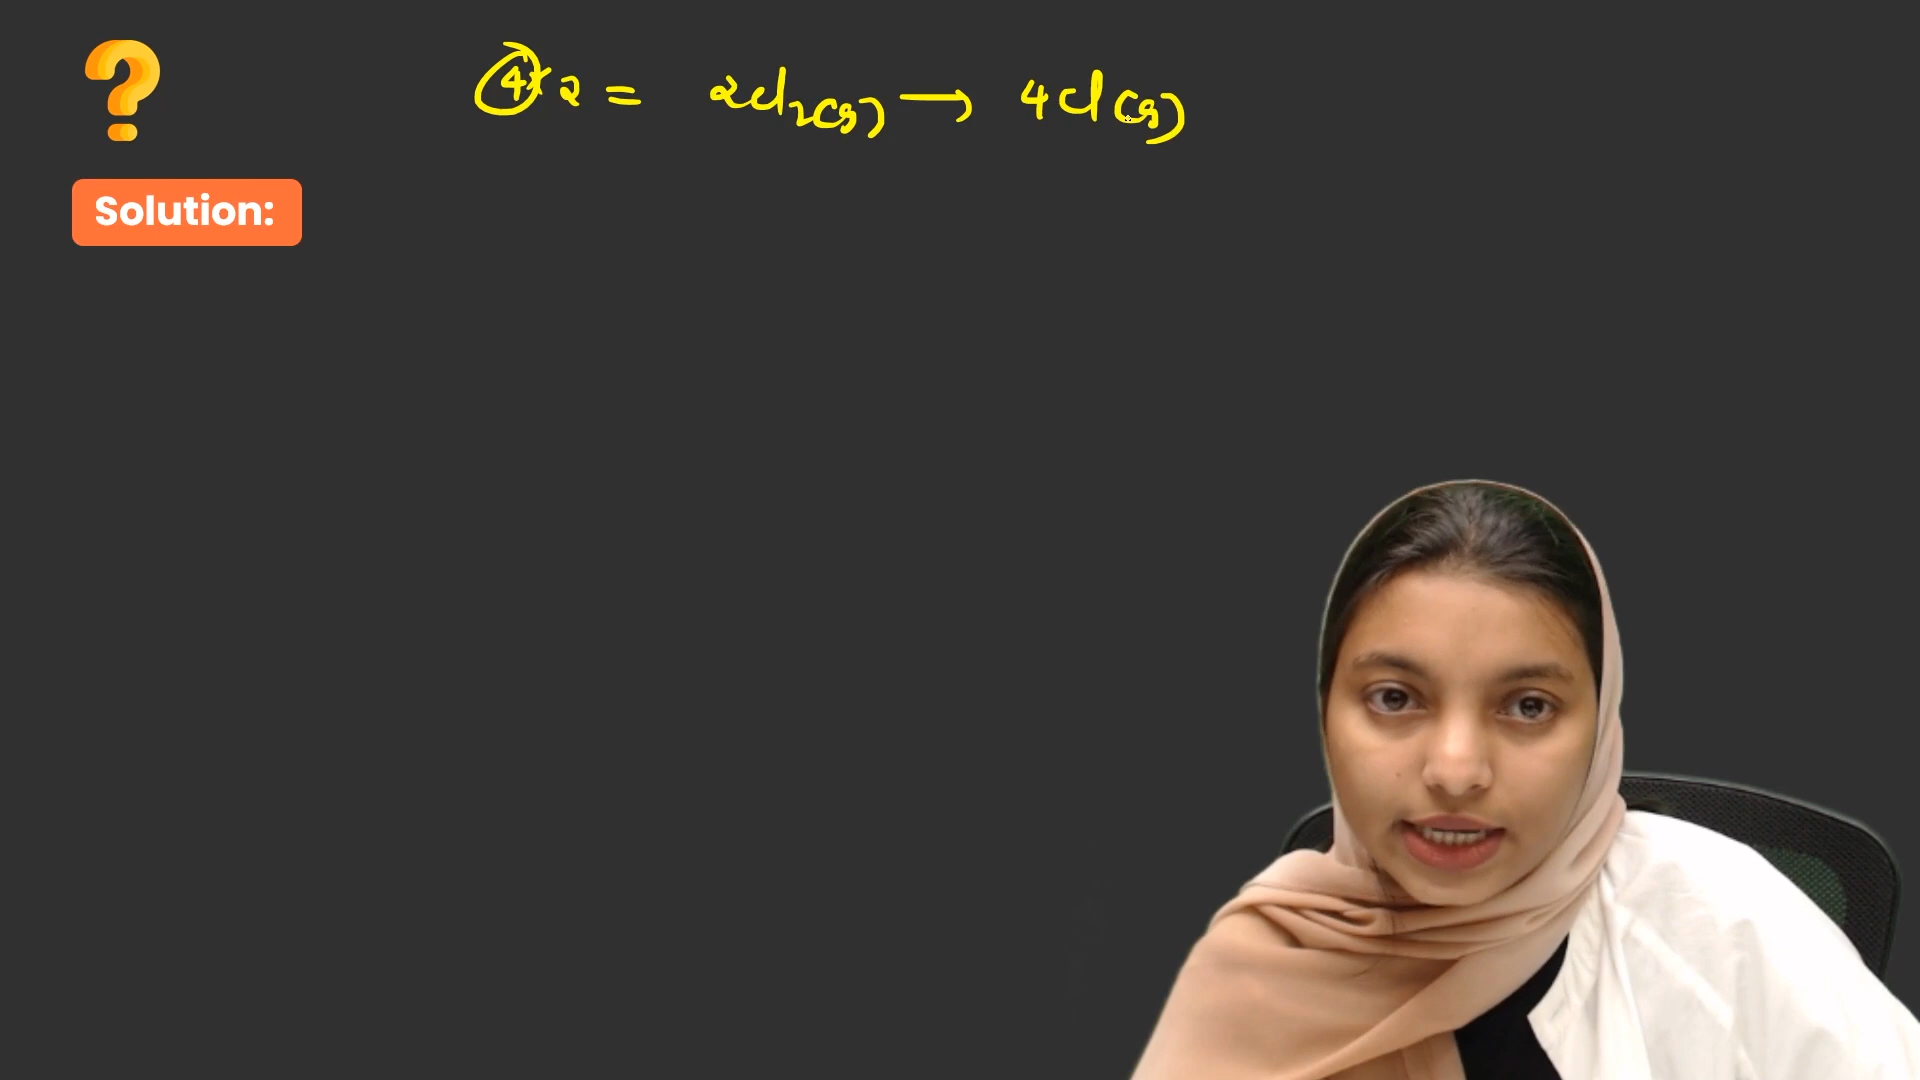 ④ × 2 = 2Cl₂(g) → 4Cl(g)
Solution: